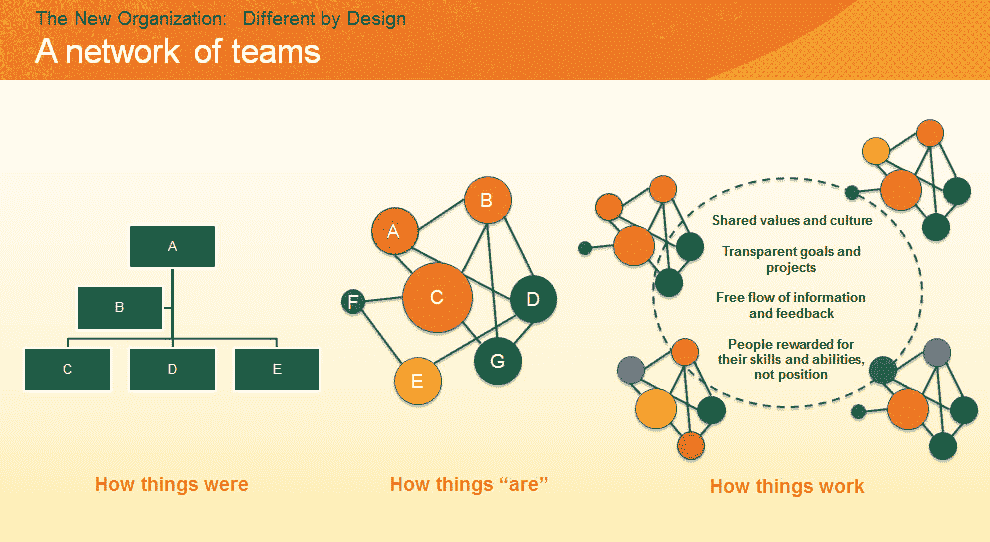 The New Organization:   Different by Design
A network of teams
A
B
C
D
E
How things were
A
B
C
D
E
F
G
How things “are”
Shared values and culture
Transparent goals and
projects
Free flow of information
and feedback
People rewarded for
their skills and abilities,
not position
How things work